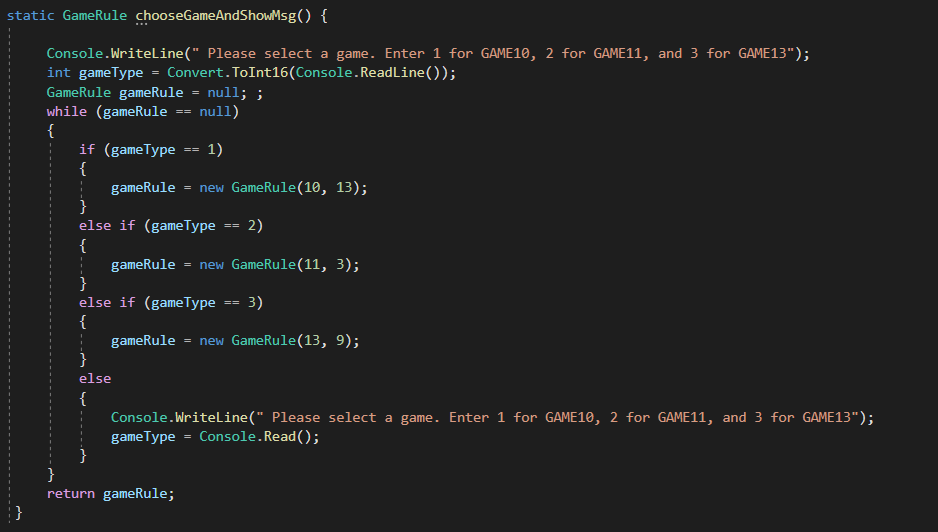 static GameRule chooseGameAndShowMsg() {
Console.WriteLine(" Please select a game. Enter 1 for GAME10, 2 for GAME11, and 3 for GAME13");
int gameType = Convert.ToInt16(Console.ReadLine());
GameRule gameRule = null; ;
while (gameRule == null)
{
if (gameType == 1)
{
gameRule = new GameRule(10, 13);
}
else if (gameType == 2)
{
gameRule = new GameRule(11, 3);
}
else if (gameType == 3)
{
gameRule = new GameRule(13, 9);
}
else
{
Console.WriteLine(" Please select a game. Enter 1 for GAME10, 2 for GAME11, and 3 for GAME13");
gameType = Console.Read();
}
}
return gameRule;
}